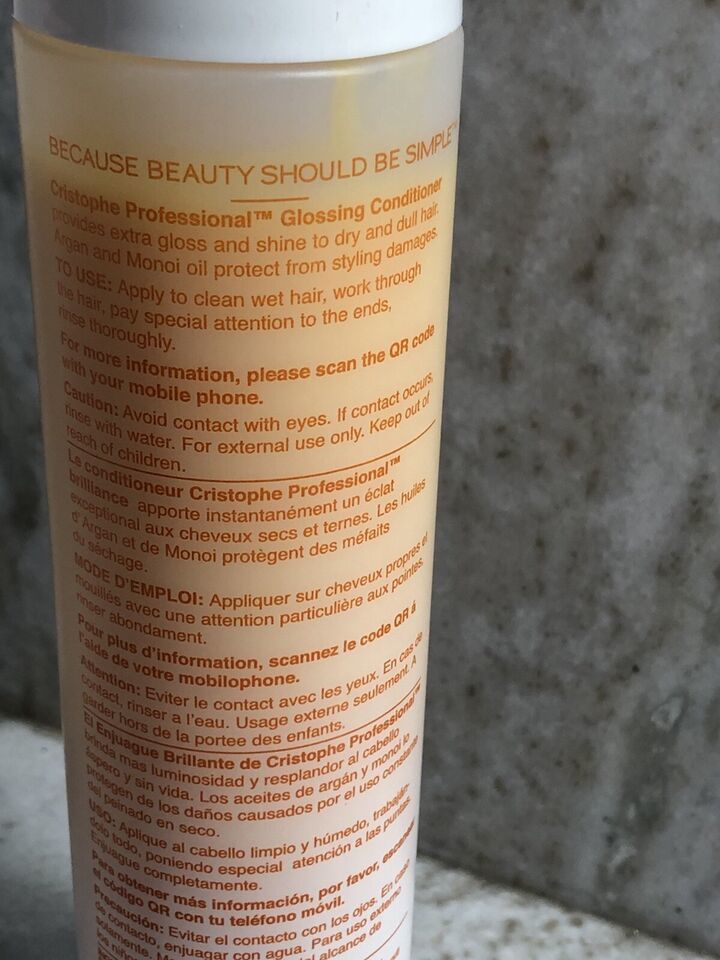 BECAUSE BEAUTY SHOULD BE SIMPLE™
Cristophe Professional™ Glossing Conditioner
provides extra gloss and shine to dry and dull hair.
Argan and Monoi oil protect from styling damages.
TO USE: Apply to clean wet hair, work through
the hair, pay special attention to the ends,
rinse thoroughly.
For more information, please scan the QR code
with your mobile phone.
Caution: Avoid contact with eyes. If contact occurs,
rinse with water. For external use only. Keep out of
reach of children.
Le conditioneur Cristophe Professional™
brilliance apporte instantanément un éclat
exceptional aux cheveux secs et ternes. Les huiles
d'Argan et de Monoi protègent des méfaits
du séchage.
MODE D'EMPLOI: Appliquer sur cheveux propres et
mouillés avec une attention particulière aux pointes,
rinser abondament.
Pour plus d'information, scannez le code QR á
l'aide de votre mobilophone.
Attention: Eviter le contact avec les yeux. En cas de
contact, rinser a l'eau. Usage externe seulement. A
garder hors de la portee des enfants.
El Enjuague Brillante de Cristophe Professional™
brinda mas luminosidad y resplandor al cabello
áspero y sin vida. Los aceites de argán y monoi lo
protegen de los daños causados por el uso constante
del peinado en seco.
USO: Aplique al cabello limpio y húmedo, trabaján-
dolo todo, poniendo especial atención a las puntas.
Enjuague completamente.
Para obtener más información, por favor, escanear
el código QR con tu teléfono móvil.
Precaución: Evitar el contacto con los ojos. En caso
de contacto, enjuagar con agua. Para uso externo
solamente. alcance de
los niños